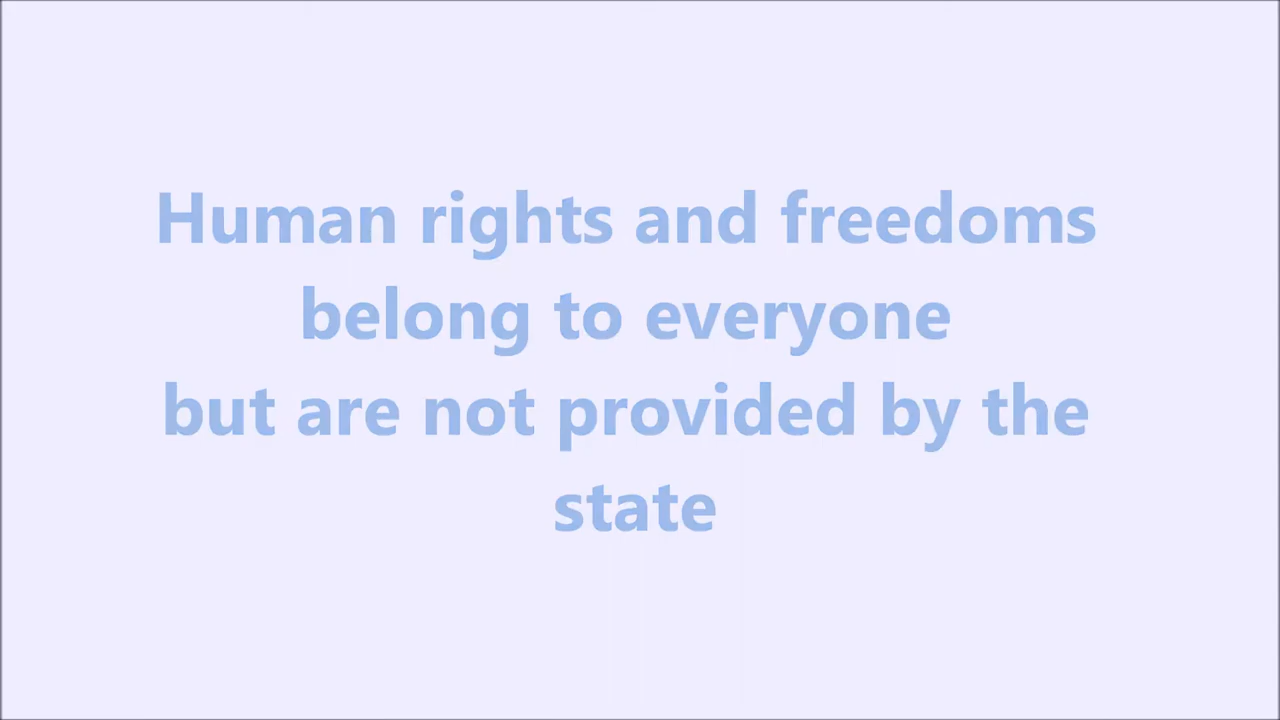 Human rights and freedoms
belong to everyone
but are not provided by the
state